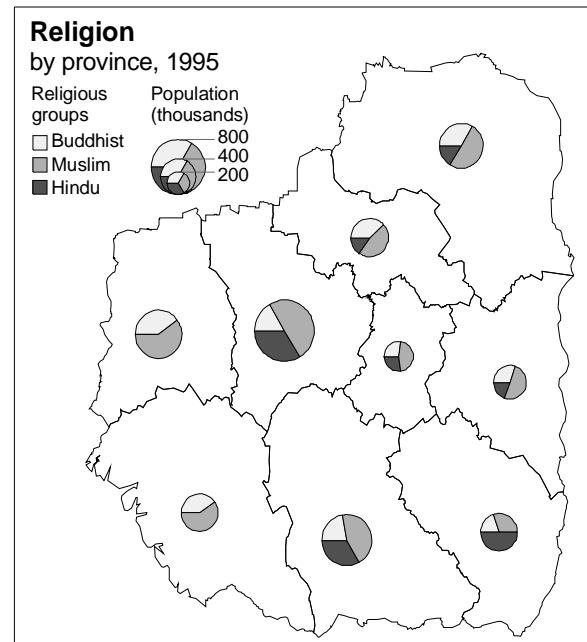 Religion
by province, 1995
Religious groups
Buddhist
Muslim
Hindu
Population (thousands)
800
400
200